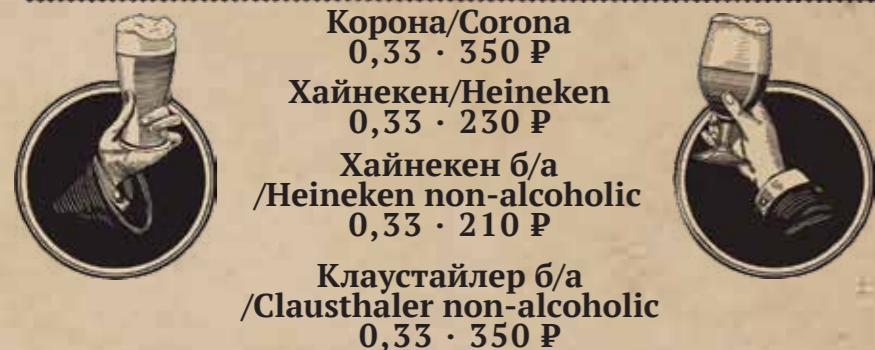 Корона/Corona
0,33 · 350 ₽
Хайнекен/Heineken
0,33 · 230 ₽
Хайнекен б/а
/Heineken non-alcoholic
0,33 · 210 ₽
Клаустайлер б/а
/Clausthaler non-alcoholic
0,33 · 350 ₽